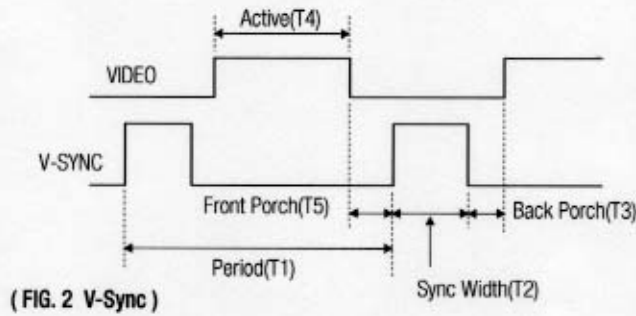 Active(T4)
VIDEO
V-SYNC
Front Porch(T5)
Back Porch(T3)
Period(T1)
Sync Width(T2)
( FIG. 2 V-Sync )